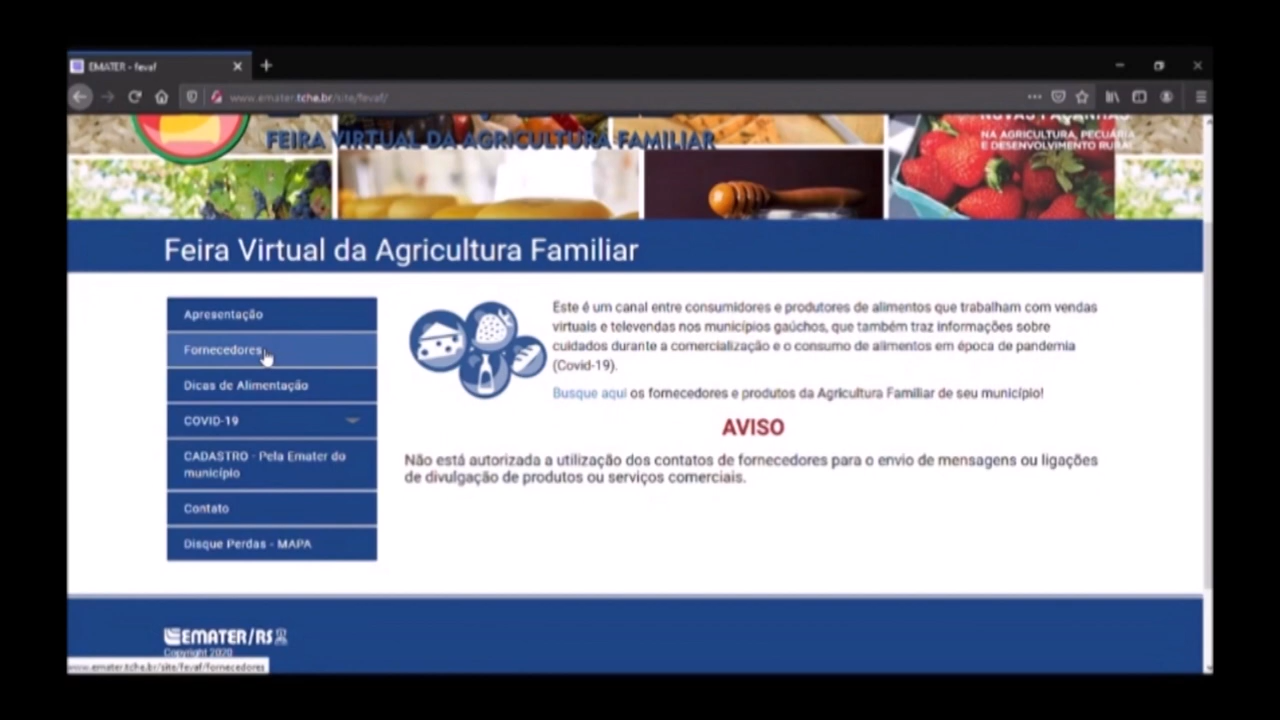 EMATER - fevaf
www.emater.tche.br/site/fevaf/
FEIRA VIRTUAL DA AGRICULTURA FAMILIAR
NOVAS FAÇANHAS
NA AGRICULTURA, PECUÁRIA
E DESENVOLVIMENTO RURAL
Feira Virtual da Agricultura Familiar
Apresentação
Fornecedores
Dicas de Alimentação
COVID-19
CADASTRO - Pela Emater do
município
Contato
Disque Perdas - MAPA
Este é um canal entre consumidores e produtores de alimentos que trabalham com vendas
virtuais e televendas nos municípios gaúchos, que também traz informações sobre
cuidados durante a comercialização e o consumo de alimentos em época de pandemia
(Covid-19).
Busque aqui os fornecedores e produtos da Agricultura Familiar de seu município!
AVISO
Não está autorizada a utilização dos contatos de fornecedores para o envio de mensagens ou ligações
de divulgação de produtos ou serviços comerciais.
EMATER/RS
Copyright 2020
www.emater.tche.br/site/fevaf/fornecedores